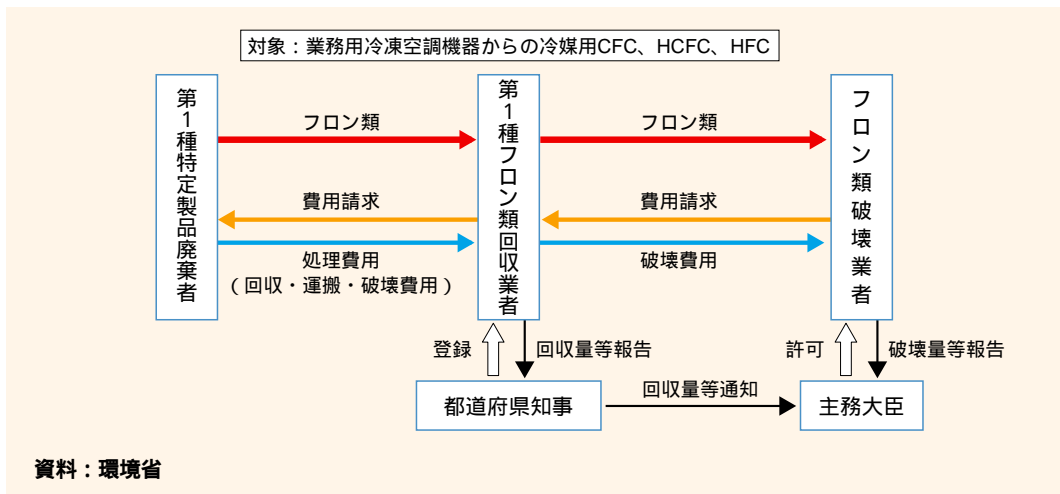 対象：業務用冷凍空調機器からの冷媒用CFC、HCFC、HFC
第1種特定製品廃棄者
第1種フロン類回収業者
フロン類破壊業者
フロン類
フロン類
費用請求
費用請求
処理費用
（回収・運搬・破壊費用）
破壊費用
登録
回収量等報告
許可
破壊量等報告
都道府県知事
回収量等通知
主務大臣
資料：環境省